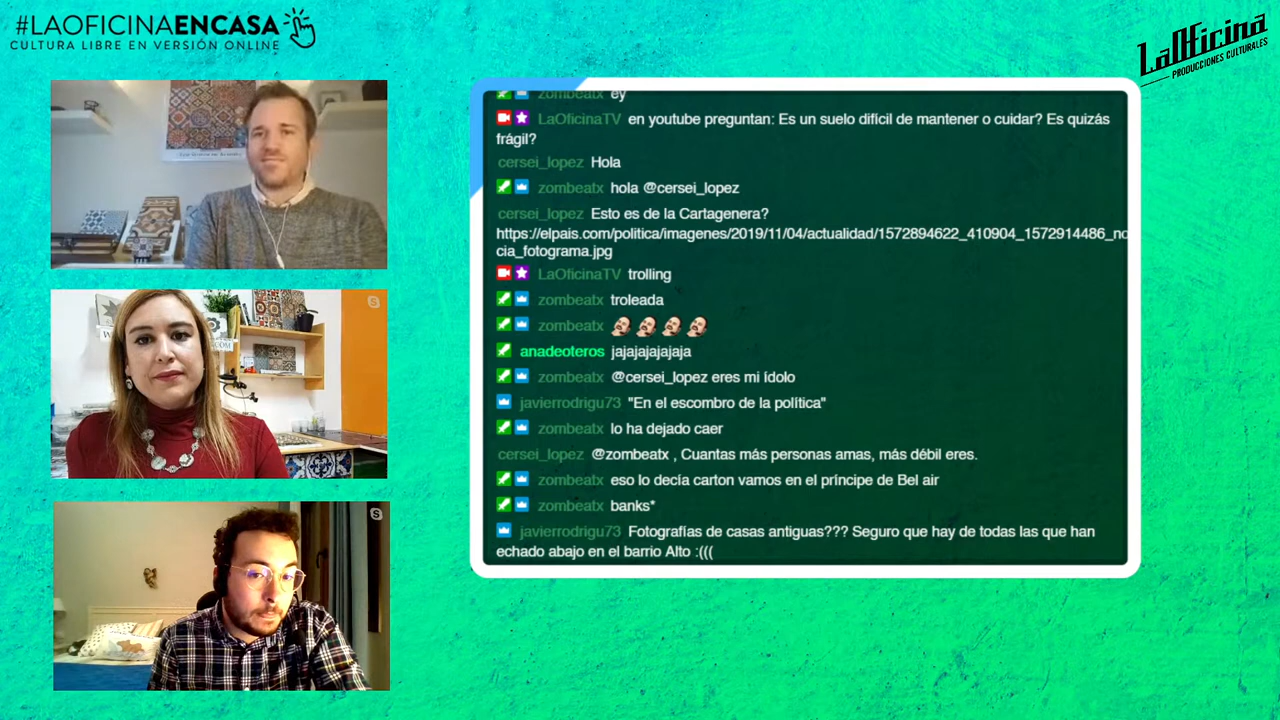 #LAOFICINAENCASA
CULTURA LIBRE EN VERSIÓN ONLINE
LaOficina
PRODUCCIONES CULTURALES
zombeatx ey
LaOficinaTV en youtube preguntan: Es un suelo difícil de mantener o cuidar? Es quizás
frágil?
cersei_lopez Hola
zombeatx hola @cersei_lopez
cersei_lopez Esto es de la Cartagenera?
https://elpais.com/politica/imagenes/2019/11/04/actualidad/1572894622_410904_1572914486_no
cia_fotograma.jpg
LaOficinaTV trolling
zombeatx troleada
zombeatx
anadeoteros jajajajajajaja
zombeatx @cersei_lopez eres mi ídolo
javierrodrigu73 "En el escombro de la política"
zombeatx lo ha dejado caer
cersei_lopez @zombeatx , Cuantas más personas amas, más débil eres.
zombeatx eso lo decía carton vamos en el príncipe de Bel air
zombeatx banks*
javierrodrigu73 Fotografías de casas antiguas??? Seguro que hay de todas las que han
echado abajo en el barrio Alto :(((